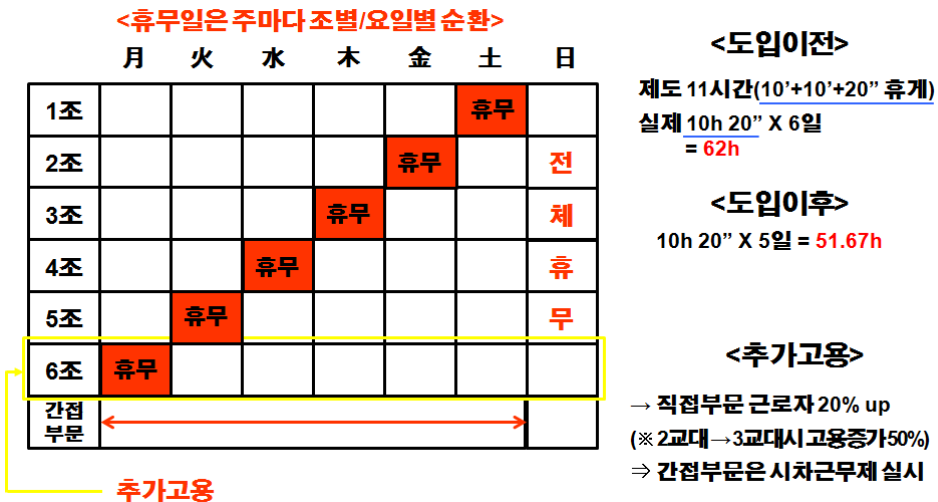 <휴무일은 주마다 조별/요일별 순환>
月 火 水 木 金 土 日
1조 휴무
2조 휴무 전
3조 휴무 체
4조 휴무 휴
5조 휴무 무
6조 휴무
간접
부문
추가고용
<도입이전>
제도 11시간(10’+10’+20” 휴게)
실제 10h 20” X 6일
= 62h
<도입이후>
10h 20” X 5일 = 51.67h
<추가고용>
→ 직접부문 근로자 20% up
(※ 2교대→3교대시 고용증가 50%)
⇒ 간접부문은 시차근무제 실시